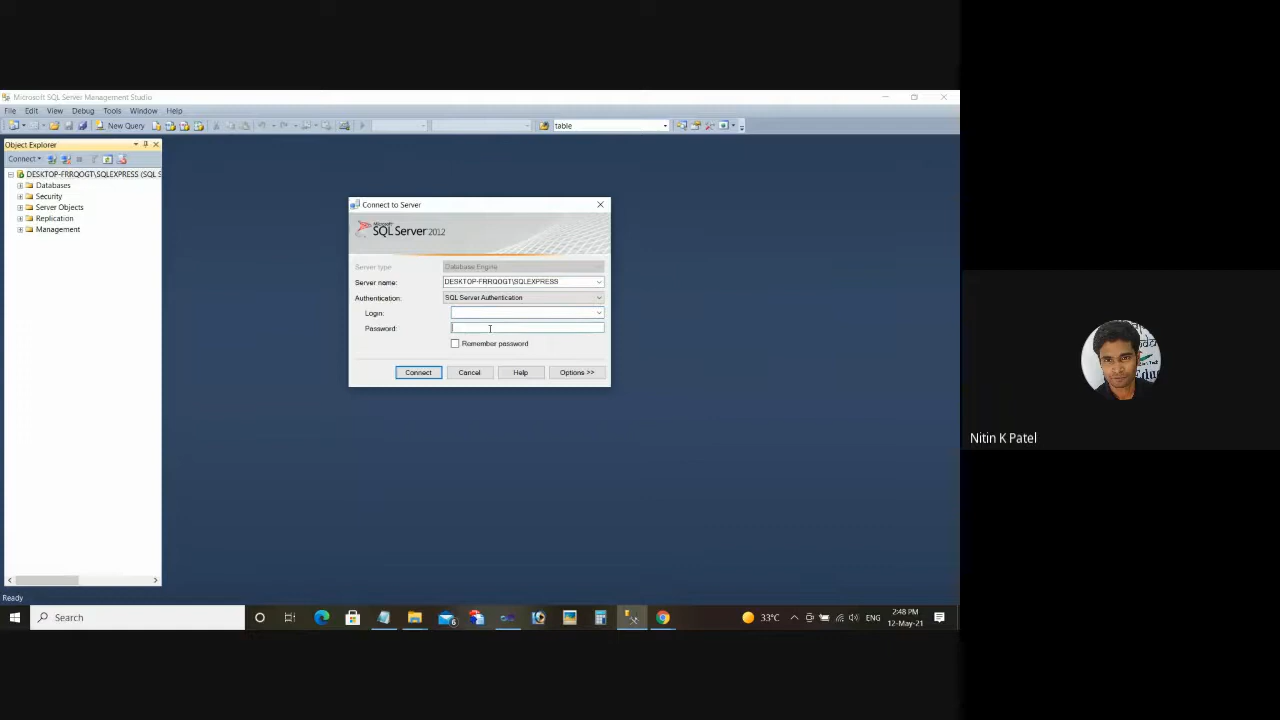 Microsoft SQL Server Management Studio
File Edit View Debug Tools Window Help
New Query
table
Object Explorer
Connect
DESKTOP-FRRQOGT\SQLEXPRESS (SQL S
Databases
Security
Server Objects
Replication
Management
Connect to Server
Microsoft
SQL Server 2012
Server type Database Engine
Server name: DESKTOP-FRRQOGT\SQLEXPRESS
Authentication: SQL Server Authentication
Login:
Password:
Remember password
Connect Cancel Help Options >>
Nitin K Patel
Ready
Search
6
33°C
ENG
2:48 PM
12-May-21